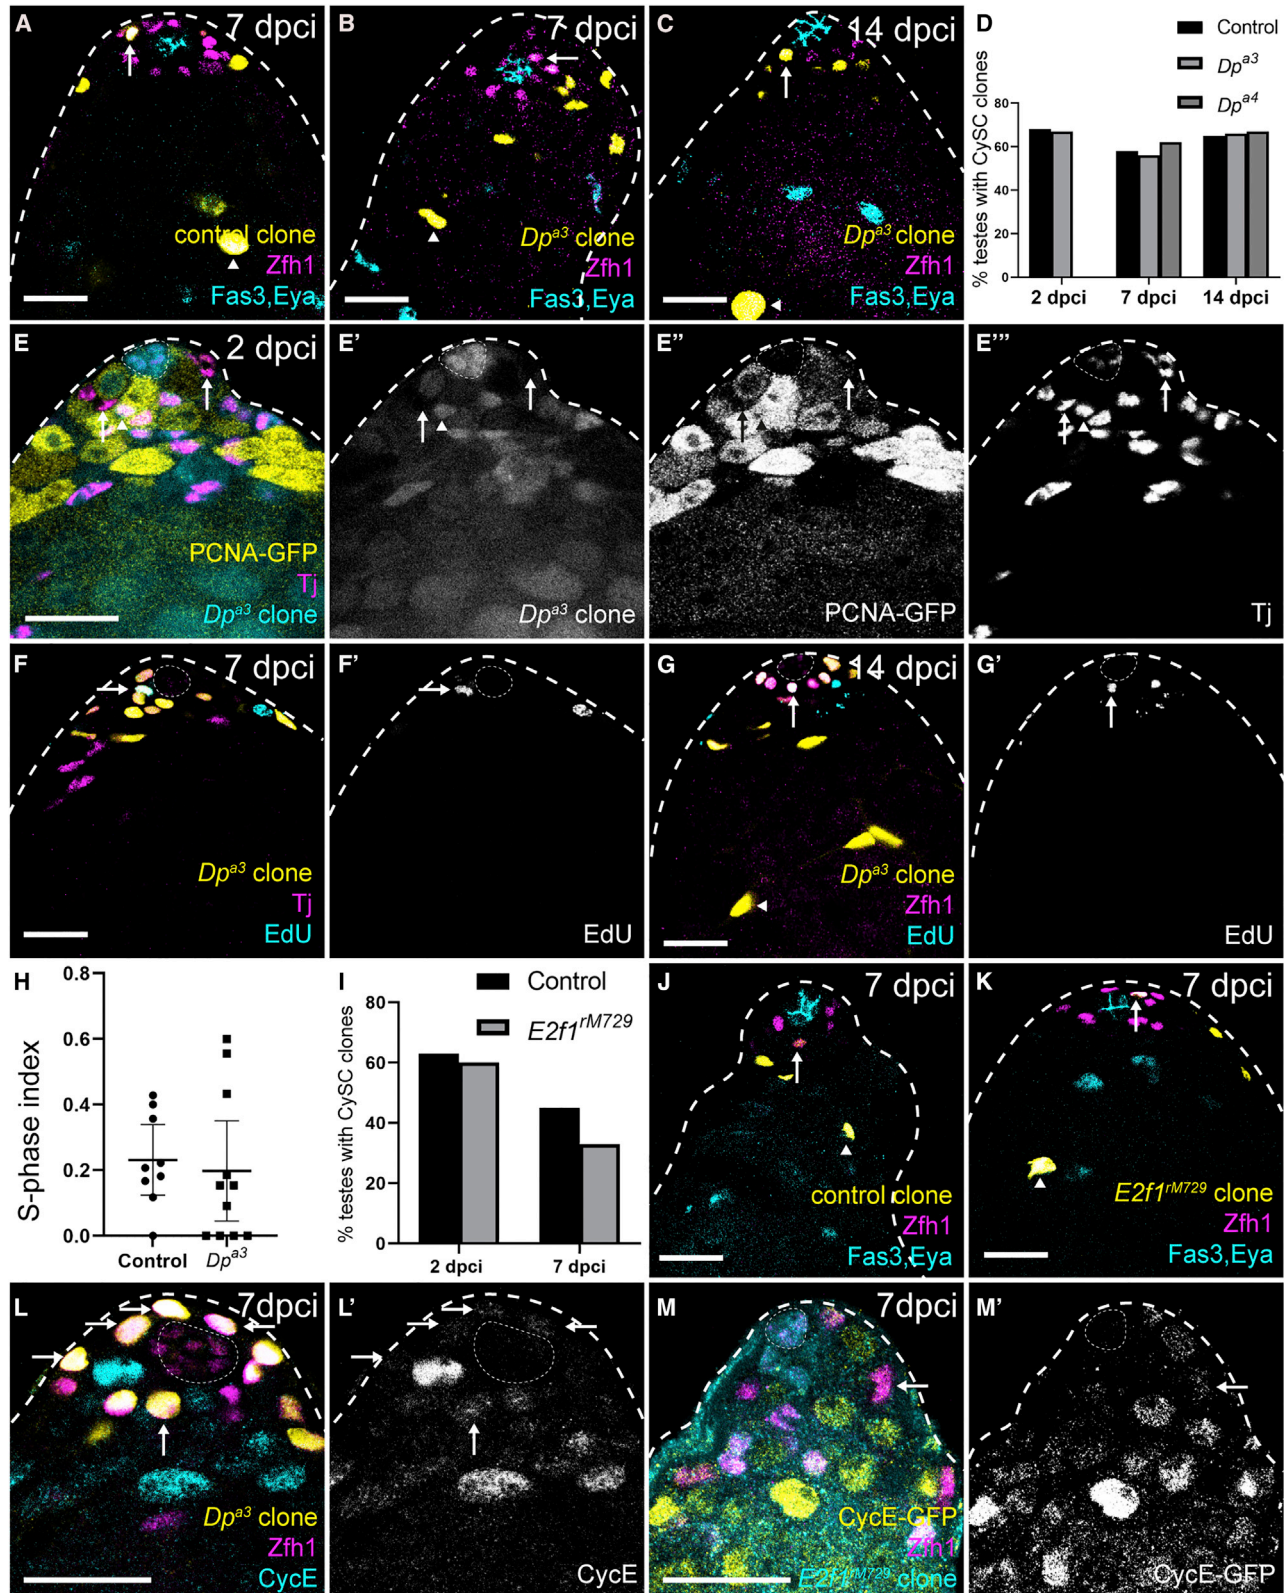 A
7 dpci
control clone
Zfh1
Fas3,Eya
B
7 dpci
Dpa3 clone
Zfh1
Fas3,Eya
C
14 dpci
Dpa3 clone
Zfh1
Fas3,Eya
D
Control
Dpa3
Dpa4
% testes with CySC clones
80
60
40
20
0
2 dpci
7 dpci
14 dpci
E
2 dpci
PCNA-GFP
Tj
Dpa3 clone
E'
Dpa3 clone
E''
PCNA-GFP
E'''
Tj
F
7 dpci
Dpa3 clone
Tj
EdU
F'
EdU
G
14 dpci
Dpa3 clone
Zfh1
EdU
G'
EdU
H
S-phase index
0.8
0.6
0.4
0.2
0.0
Control
Dpa3
I
Control
E2f1rM729
% testes with CySC clones
80
60
40
20
0
2 dpci
7 dpci
J
7 dpci
control clone
Zfh1
Fas3,Eya
K
7 dpci
E2f1rM729 clone
Zfh1
Fas3,Eya
L
7dpci
Dpa3 clone
Zfh1
CycE
L'
CycE
M
7dpci
CycE-GFP
Zfh1
E2f1rM729 clone
M'
CycE-GFP